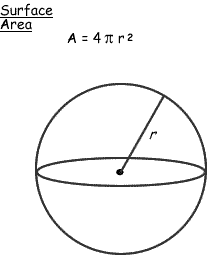 Surface
Area
A = 4 π r 2
r